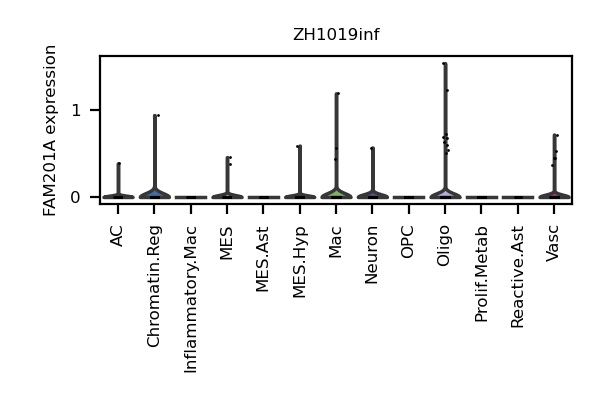 ZH1019inf
FAM201A expression
1
0
AC
Chromatin.Reg
Inflammatory.Mac
MES
MES.Ast
MES.Hyp
Mac
Neuron
OPC
Oligo
Prolif.Metab
Reactive.Ast
Vasc